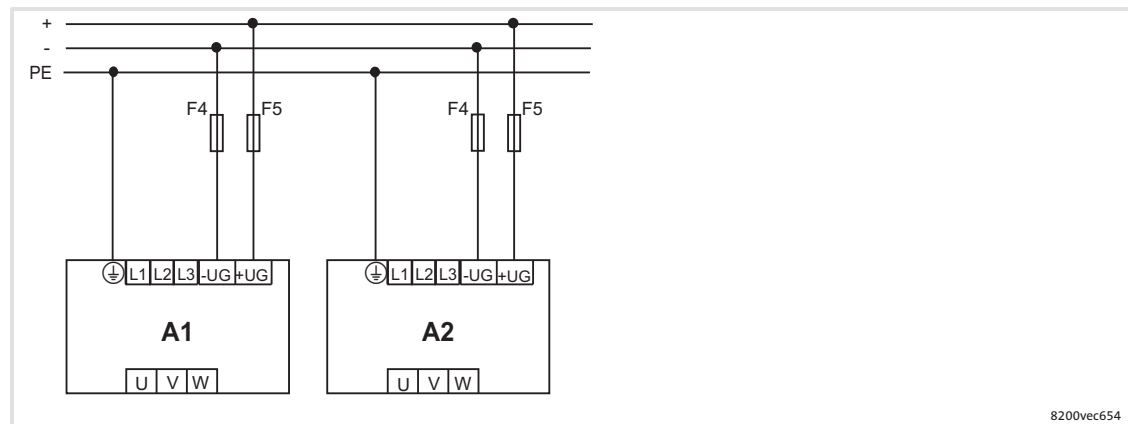 +
-
PE
F4 F5 F4 F5
L1 L2 L3 -UG +UG L1 L2 L3 -UG +UG
A1 A2
U V W U V W
8200vec654